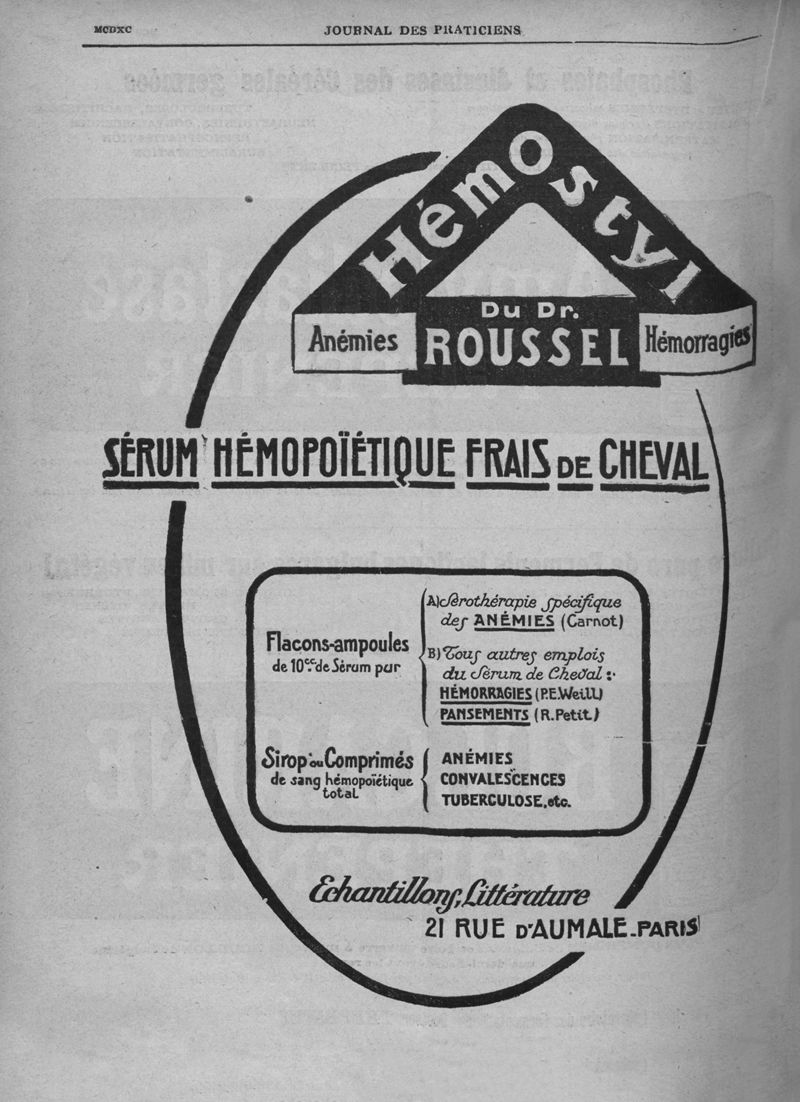 MCDXC
JOURNAL DES PRATICIENS
Hémostyl
Du Dr.
ROUSSEL
Anémies
Hémorragies
SÉRUM HÉMOPOÏÉTIQUE FRAIS DE CHEVAL
Flacons-ampoules
de 10cc. de Sérum pur
A) Sérothérapie spécifique
des ANÉMIES (Carnot)
B) Tous autres emplois
du Sérum de Cheval :
HÉMORRAGIES (P.E.Weill)
PANSEMENTS (R.Petit)
Sirop ou Comprimés
de sang hémopoïétique
total
ANÉMIES
CONVALESCENCES
TUBERCULOSE, etc.
Echantillons, Littérature
21 RUE D'AUMALE-PARIS